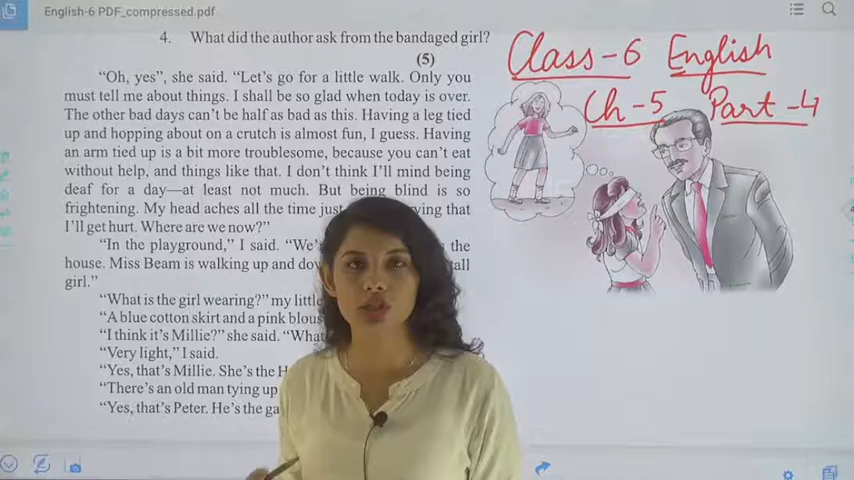 English-6 PDF_compressed.pdf
4. What did the author ask from the bandaged girl?
(5)
Class-6 English
Ch-5 Part-4
“Oh, yes”, she said. “Let's go for a little walk. Only you
must tell me about things. I shall be so glad when today is over.
The other bad days can't be half as bad as this. Having a leg tied
up and hopping about on a crutch is almost fun, I guess. Having
an arm tied up is a bit more troublesome, because you can't eat
without help, and things like that. I don't think I'll mind being
deaf for a day—at least not much. But being blind is so
frightening. My head aches all the time just that
I'll get hurt. Where are we now?”
“In the playground,” I said. “We're the
house. Miss Beam is walking up and
girl.”
“What is the girl wearing?” my little
“A blue cotton skirt and a pink
“I think it's Millie?” she said. “What
“Very light,” I said.
“Yes, that's Millie. She's the
“There's an old man tying up
“Yes, that's Peter. He's the